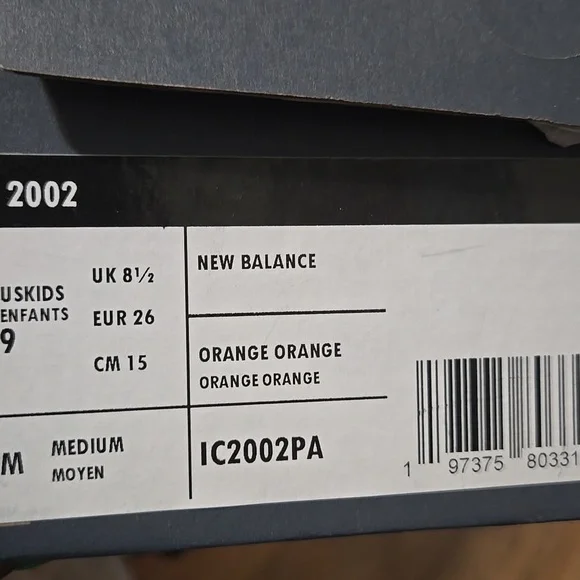 2002
USKIDS
ENFANTS
9
UK 8½
EUR 26
CM 15
NEW BALANCE
ORANGE ORANGE
ORANGE ORANGE
M
MEDIUM
MOYEN
IC2002PA
1 97375 80331